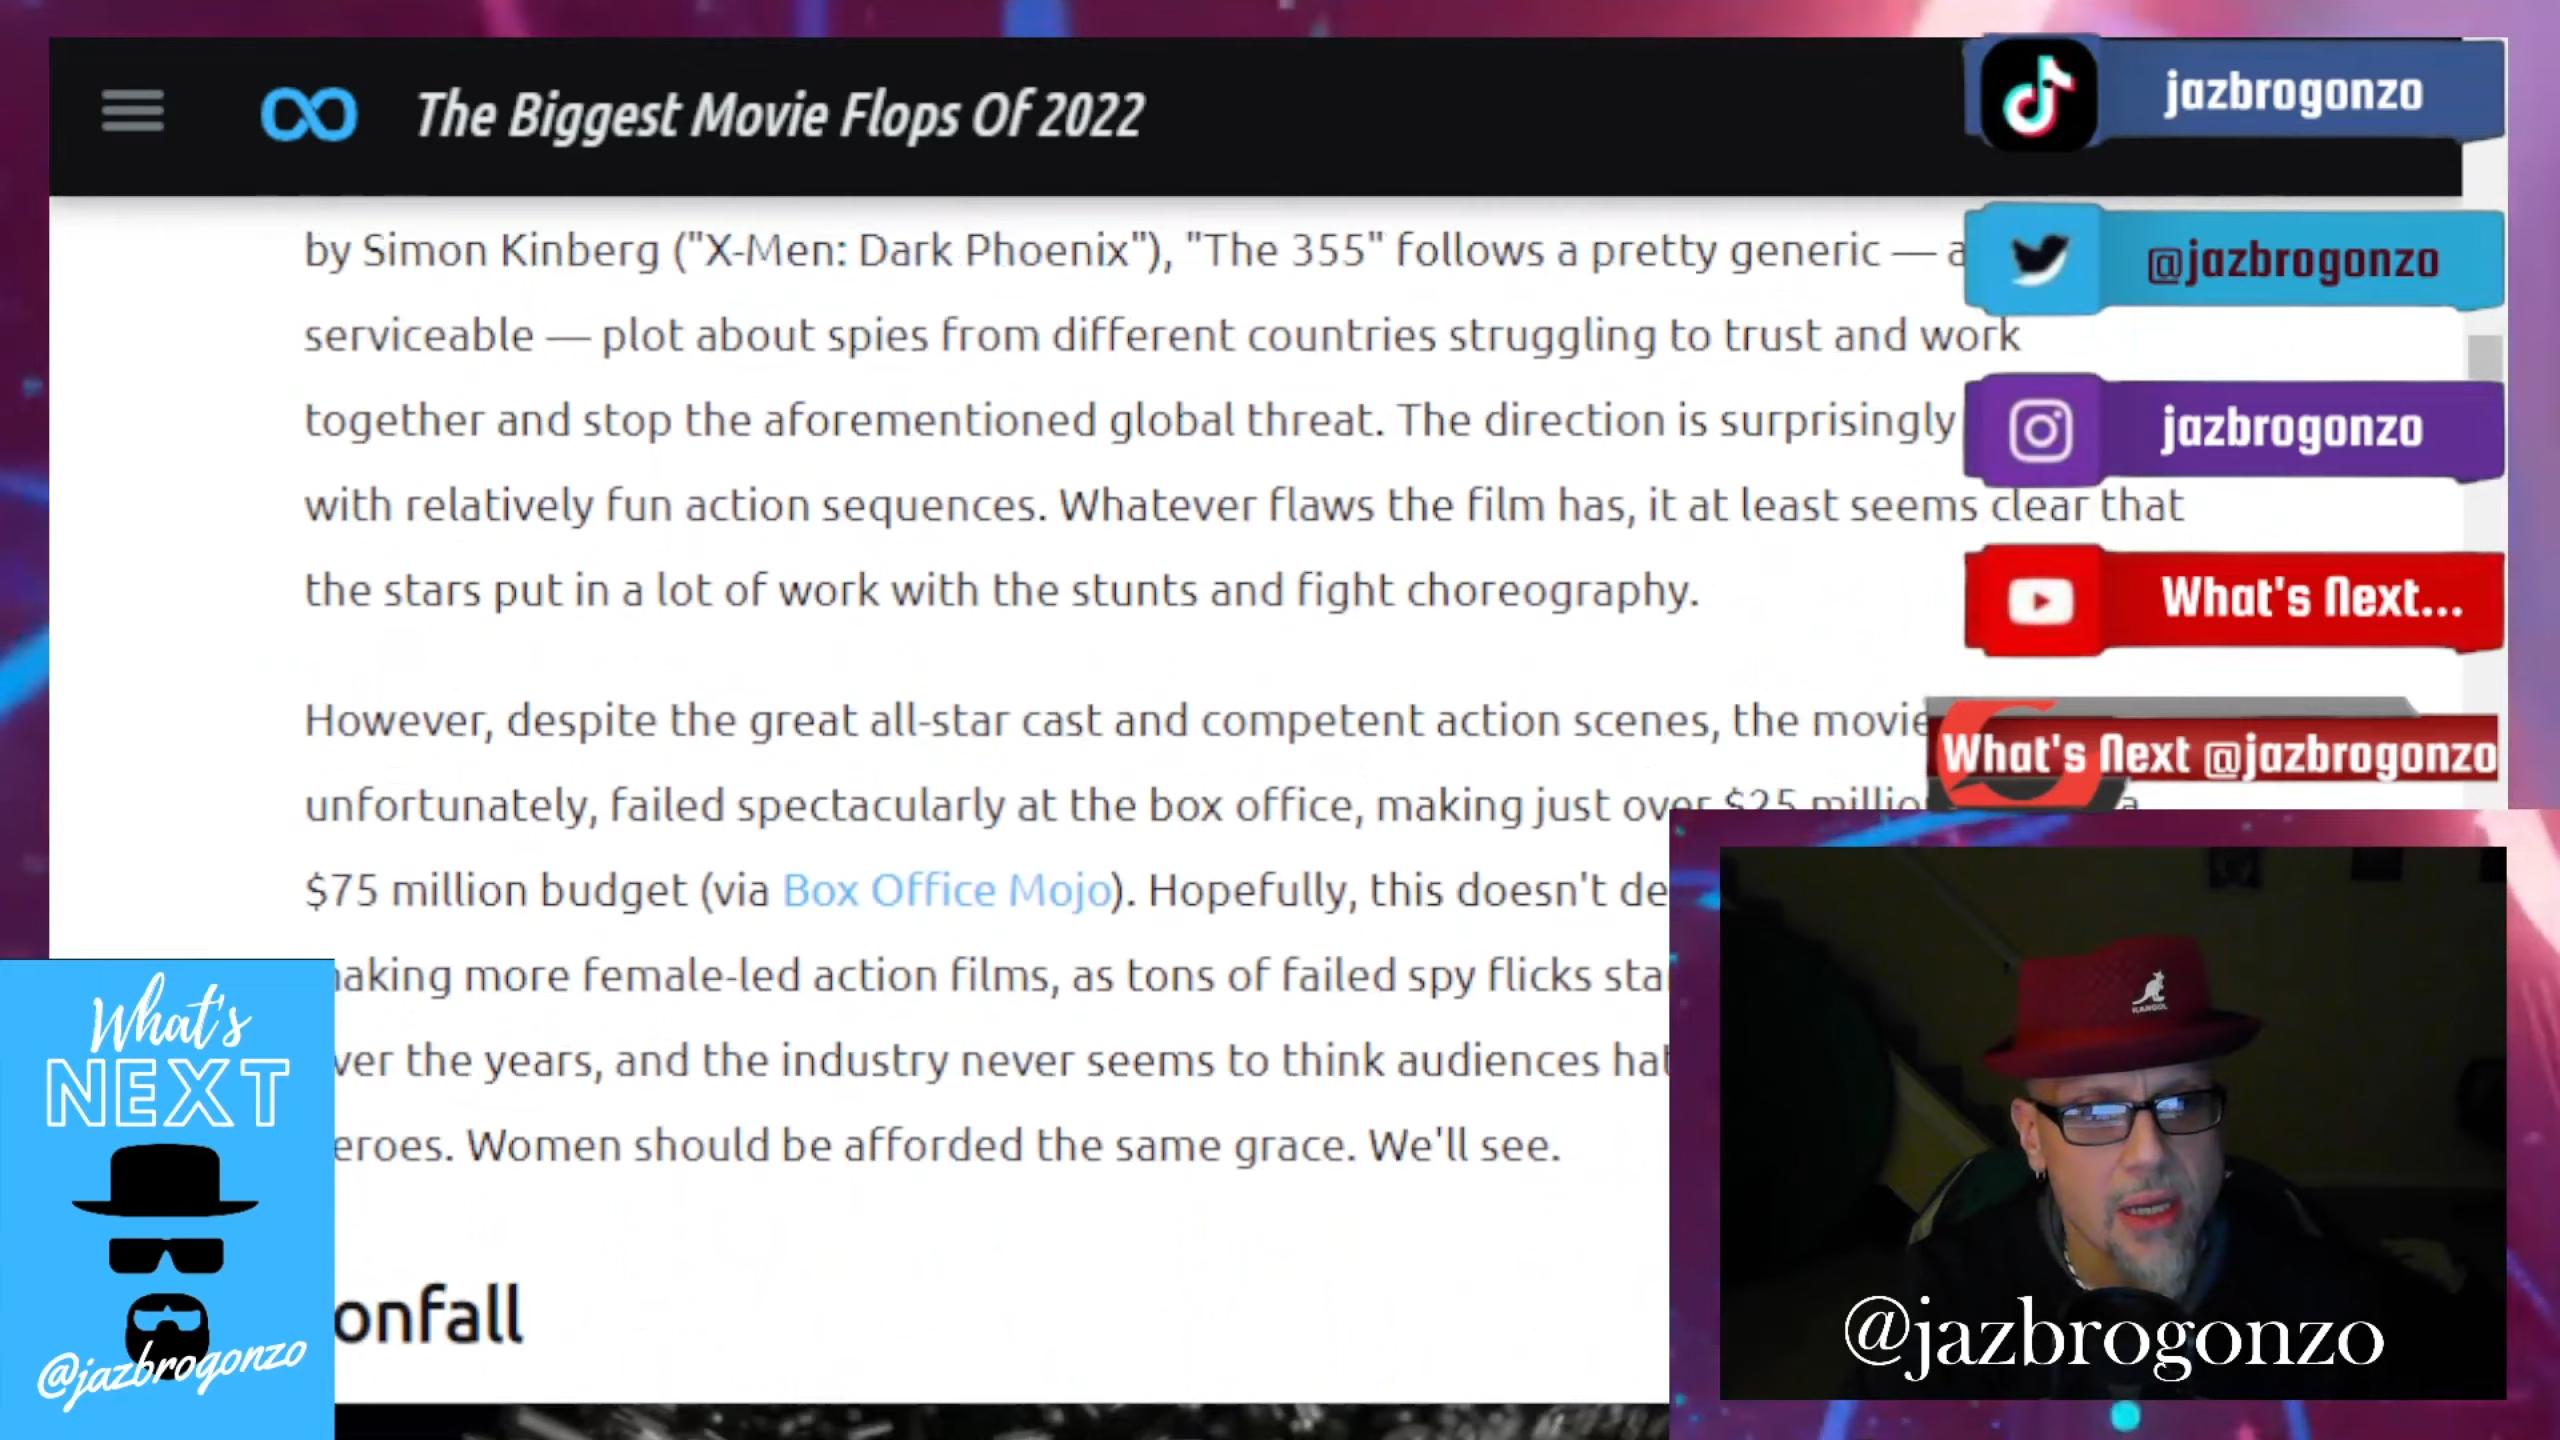 The Biggest Movie Flops Of 2022
by Simon Kinberg ("X-Men: Dark Phoenix"), "The 355" follows a pretty generic — a
serviceable — plot about spies from different countries struggling to trust and work
together and stop the aforementioned global threat. The direction is surprisingly
with relatively fun action sequences. Whatever flaws the film has, it at least seems clear that
the stars put in a lot of work with the stunts and fight choreography.
However, despite the great all-star cast and competent action scenes, the movie
unfortunately, failed spectacularly at the box office, making just over $25 millio
$75 million budget (via Box Office Mojo). Hopefully, this doesn't de
aking more female-led action films, as tons of failed spy flicks sta
ver the years, and the industry never seems to think audiences hat
eroes. Women should be afforded the same grace. We'll see.
onfall
jazbrogonzo
@jazbrogonzo
jazbrogonzo
What's Next...
What's Next @jazbrogonzo
What's
NEXT
@jazbrogonzo
KANGOL
@jazbrogonzo